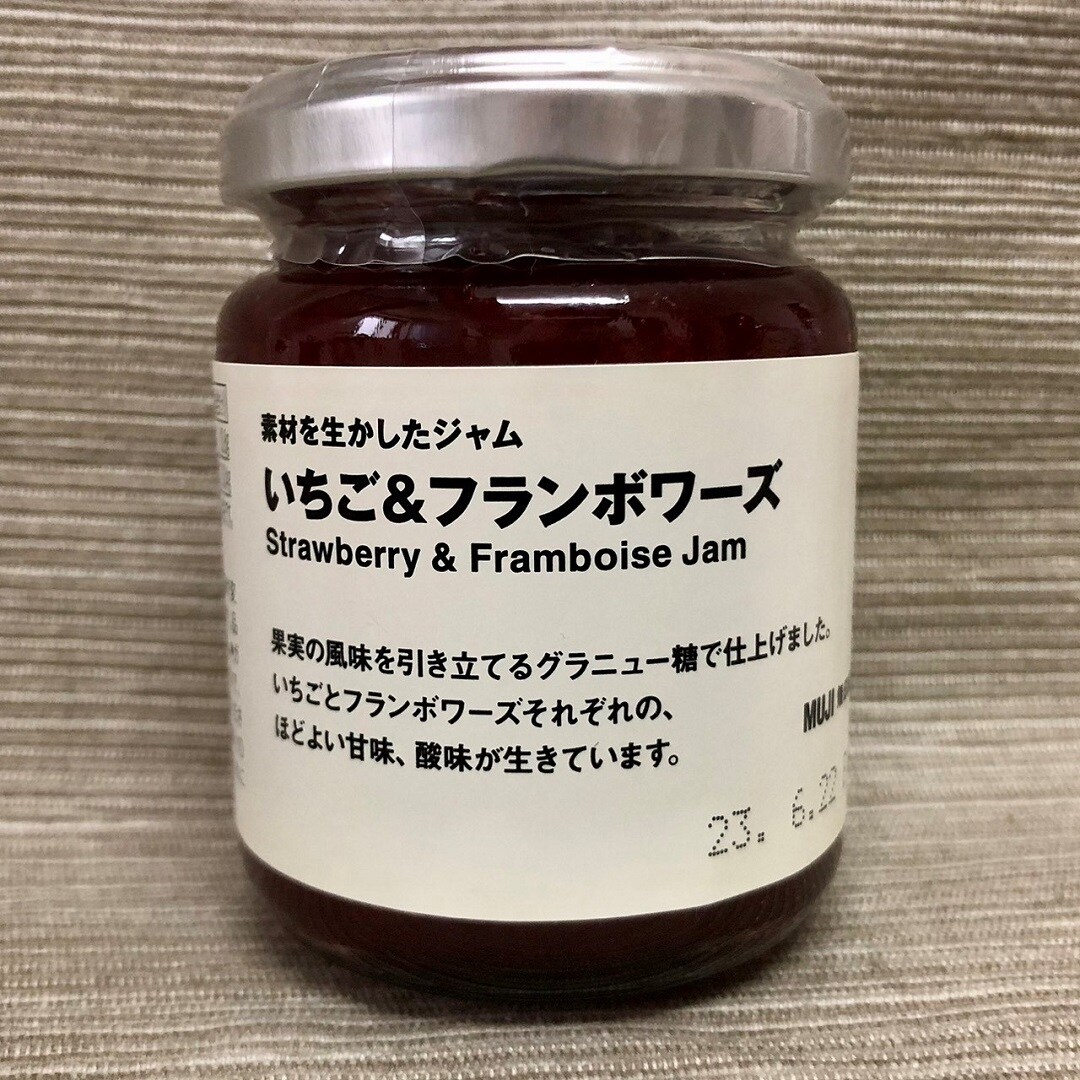 素材を生かしたジャム
いちご&フランボワーズ
Strawberry & Framboise Jam
果実の風味を引き立てるグラニュー糖で仕上げました。
いちごとフランボワーズそれぞれの、
ほどよい甘味、酸味が生きています。
MUJI
23. 6.22